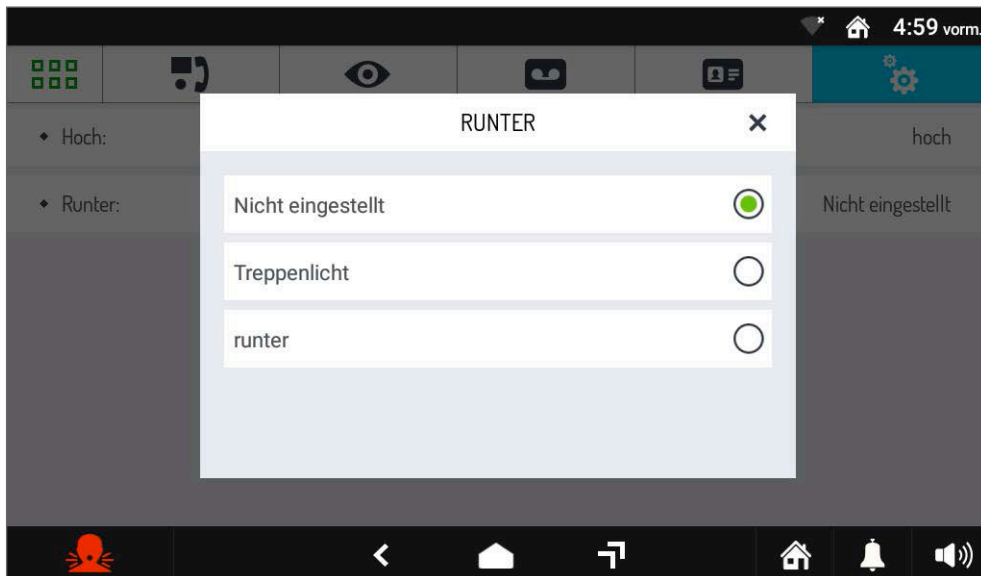 4:59 vorm.
RUNTER
Hoch:
hoch
Nicht eingestellt
Runter:
Nicht eingestellt
Treppenlicht
runter